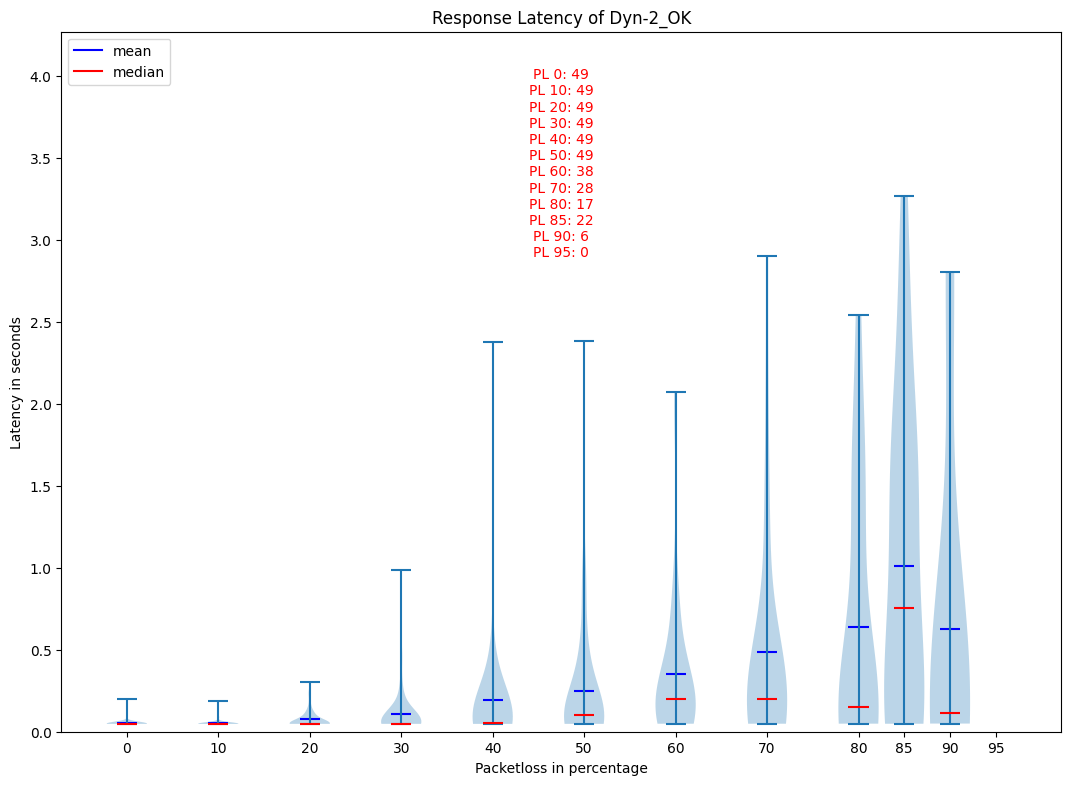 Response Latency of Dyn-2_OK
mean
median
PL 0: 49
PL 10: 49
PL 20: 49
PL 30: 49
PL 40: 49
PL 50: 49
PL 60: 38
PL 70: 28
PL 80: 17
PL 85: 22
PL 90: 6
PL 95: 0
Latency in seconds
4.0
3.5
3.0
2.5
2.0
1.5
1.0
0.5
0.0
0 10 20 30 40 50 60 70 80 85 90 95
Packetloss in percentage